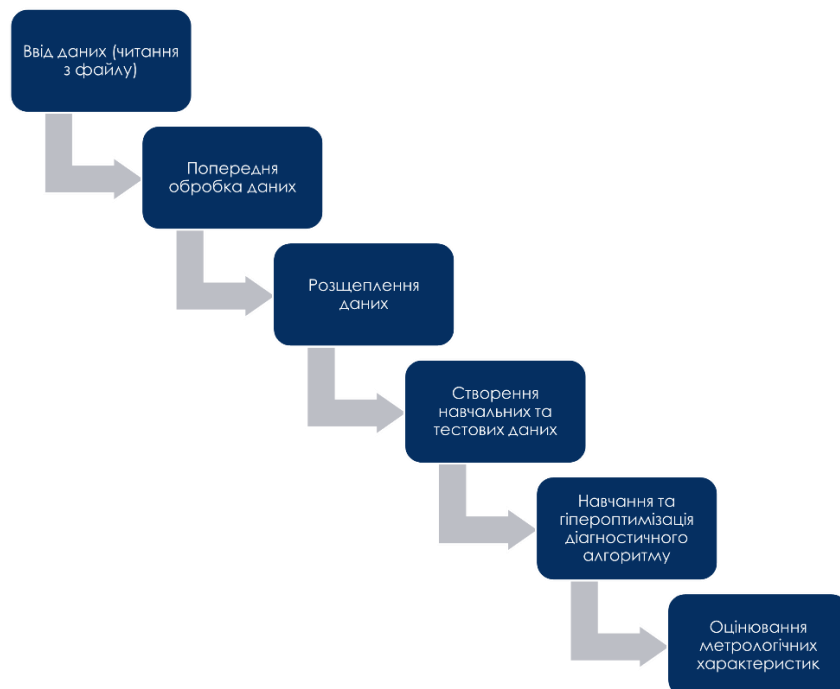 Ввід даних (читання
з файлу)
Попередня
обробка даних
Розщеплення
даних
Створення
навчальних та
тестових даних
Навчання та
гіпероптимізація
діагностичного
алгоритму
Оцінювання
метрологічних
характеристик